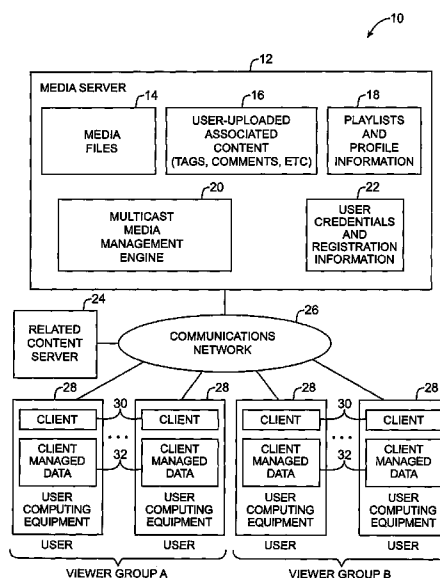 10
12
MEDIA SERVER
14
MEDIA
FILES
16
USER-UPLOADED
ASSOCIATED
CONTENT
(TAGS, COMMENTS, ETC)
18
PLAYLISTS
AND
PROFILE
INFORMATION
20
MULTICAST
MEDIA
MANAGEMENT
ENGINE
22
USER
CREDENTIALS
AND
REGISTRATION
INFORMATION
24
RELATED
CONTENT
SERVER
26
COMMUNICATIONS
NETWORK
28
30
28
28
30
28
CLIENT
CLIENT
CLIENT
CLIENT
...
...
CLIENT
MANAGED
DATA
32
CLIENT
MANAGED
DATA
CLIENT
MANAGED
DATA
32
CLIENT
MANAGED
DATA
USER
COMPUTING
EQUIPMENT
USER
COMPUTING
EQUIPMENT
USER
COMPUTING
EQUIPMENT
USER
COMPUTING
EQUIPMENT
USER
USER
USER
USER
VIEWER GROUP A
VIEWER GROUP B